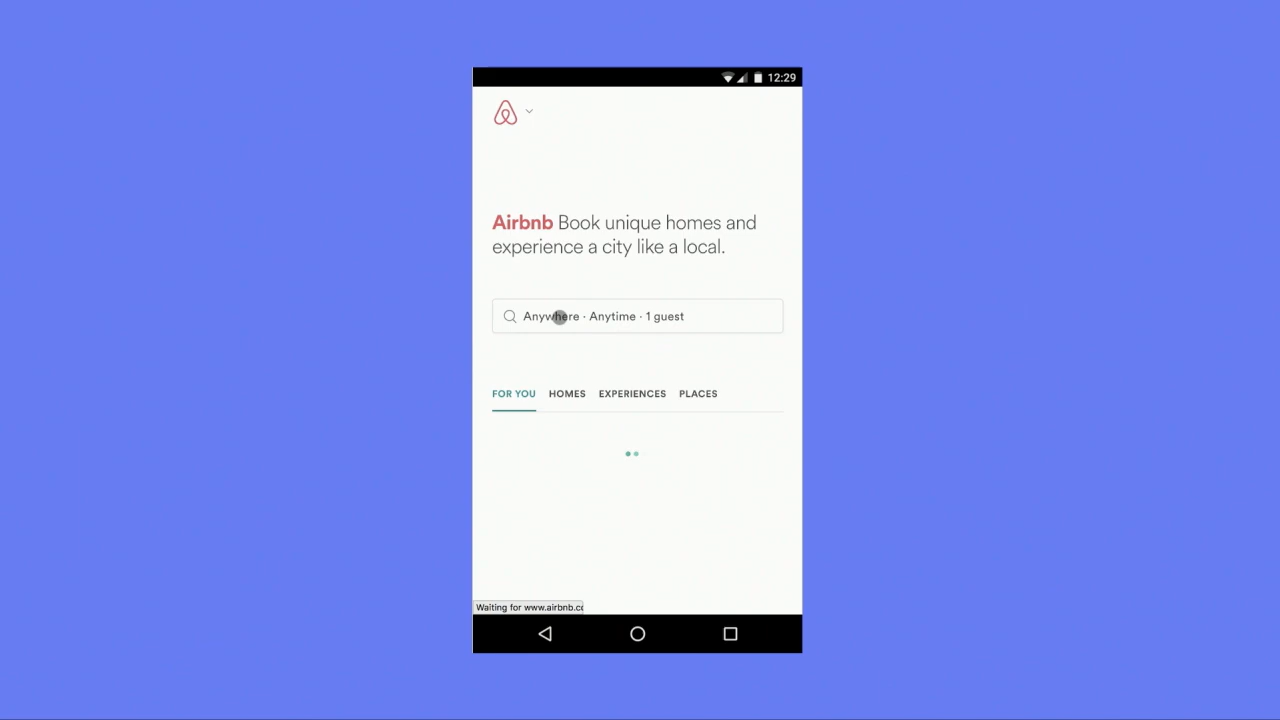 12:29
Airbnb Book unique homes and
experience a city like a local.
Anywhere · Anytime · 1 guest
FOR YOU HOMES EXPERIENCES PLACES
Waiting for www.airbnb.cc